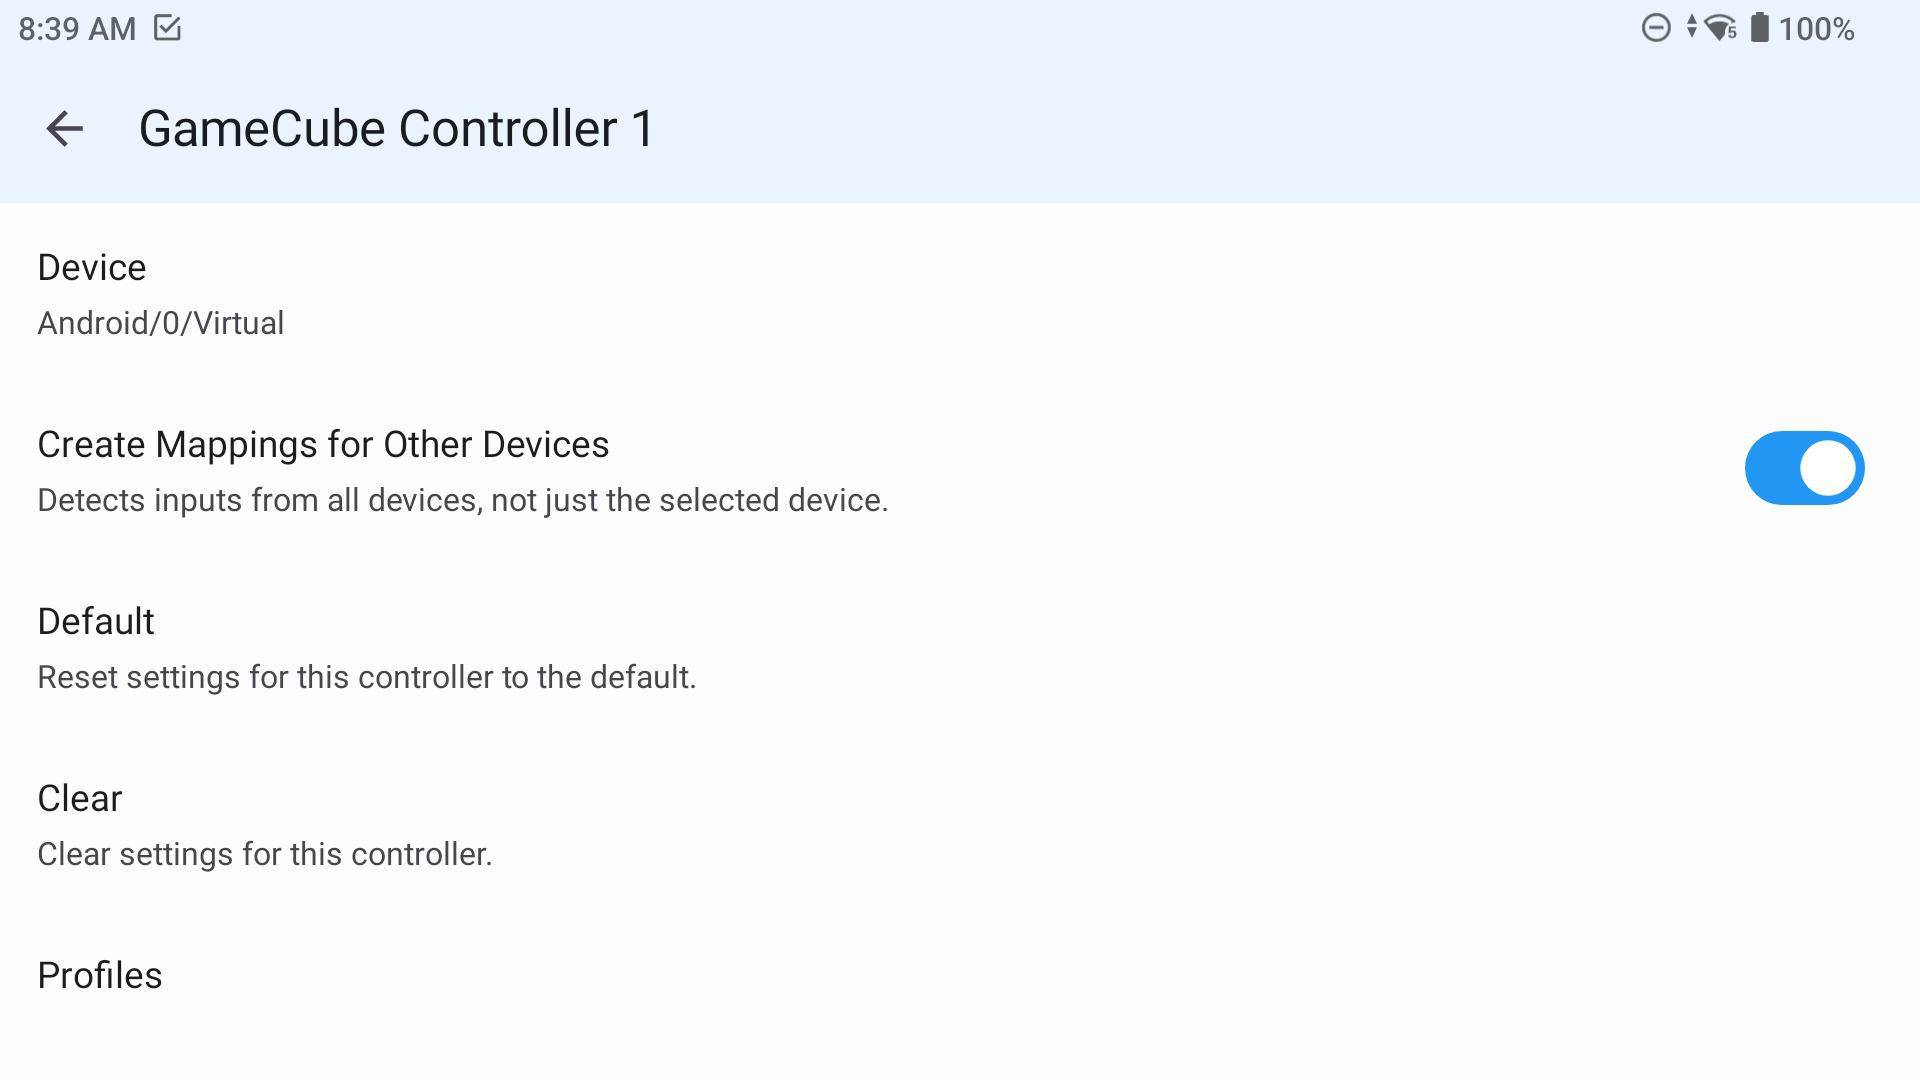 8:39 AM
5
100%
GameCube Controller 1
Device
Android/0/Virtual
Create Mappings for Other Devices
Detects inputs from all devices, not just the selected device.
Default
Reset settings for this controller to the default.
Clear
Clear settings for this controller.
Profiles